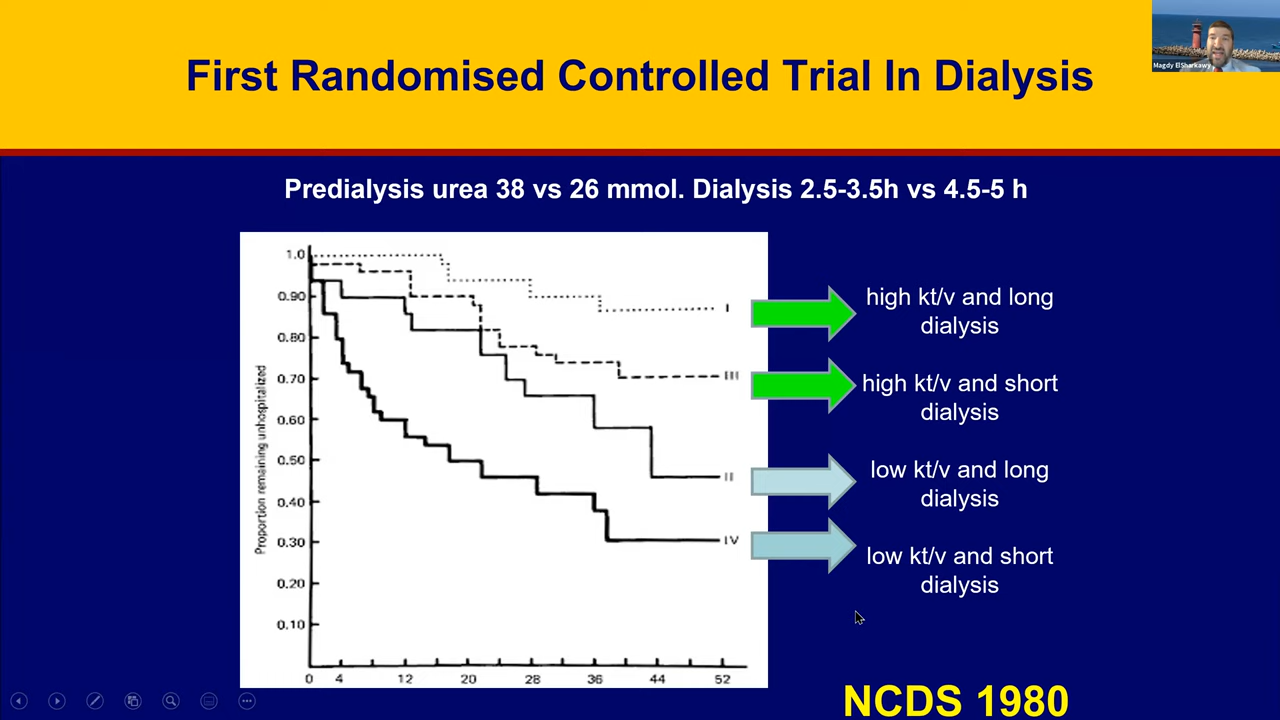 Magdy ElSharkawy
First Randomised Controlled Trial In Dialysis
Predialysis urea 38 vs 26 mmol. Dialysis 2.5-3.5h vs 4.5-5 h
Proportion remaining unhospitalized
1.0
0.90
0.80
0.70
0.60
0.50
0.40
0.30
0.20
0.10
0 4 12 20 28 36 44 52
I
III
II
IV
high kt/v and long
dialysis
high kt/v and short
dialysis
low kt/v and long
dialysis
low kt/v and short
dialysis
NCDS 1980